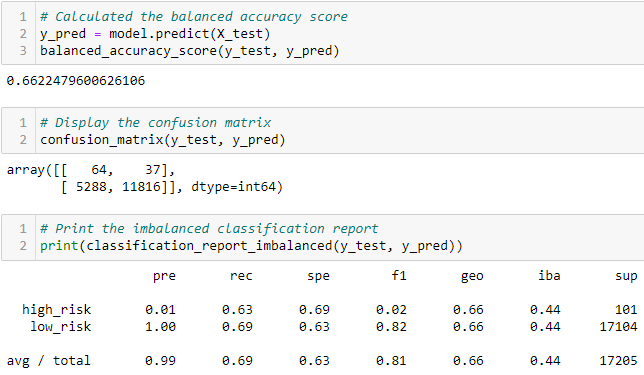 1 # Calculated the balanced accuracy score
2 y_pred = model.predict(X_test)
3 balanced_accuracy_score(y_test, y_pred)
0.6622479600626106
1 # Display the confusion matrix
2 confusion_matrix(y_test, y_pred)
array([[   64,    37],
       [ 5288, 11816]], dtype=int64)
1 # Print the imbalanced classification report
2 print(classification_report_imbalanced(y_test, y_pred))
                   pre       rec       spe        f1       geo       iba       sup
  high_risk       0.01      0.63      0.69      0.02      0.66      0.44       101
   low_risk       1.00      0.69      0.63      0.82      0.66      0.44     17104
avg / total       0.99      0.69      0.63      0.81      0.66      0.44     17205